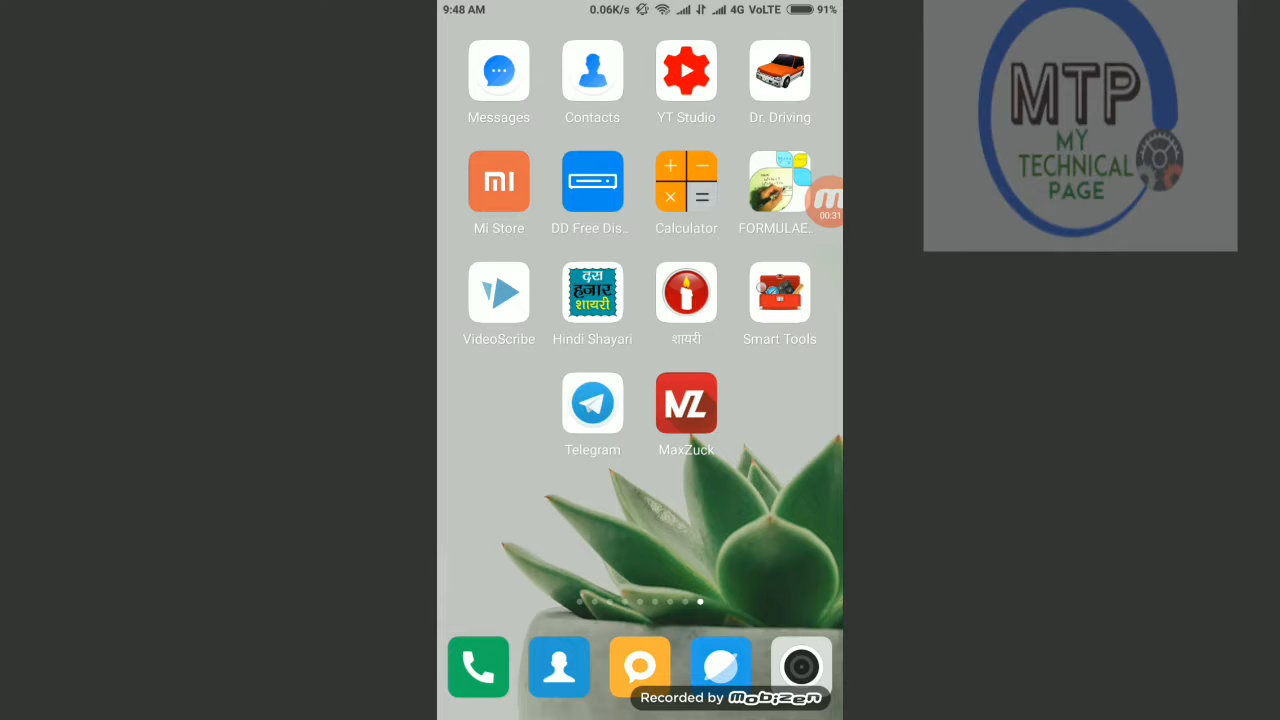 9:48 AM 0.06K/s 4G VoLTE 91%
MTP
MY
TECHNICAL
PAGE
Messages Contacts YT Studio Dr. Driving
mi
00:31
Mi Store DD Free Dis.. Calculator FORMULAE..
दस
हज़ार
शायरी
VideoScribe Hindi Shayari शायरी Smart Tools
MZ
Telegram MaxZuck
Recorded by mobizen